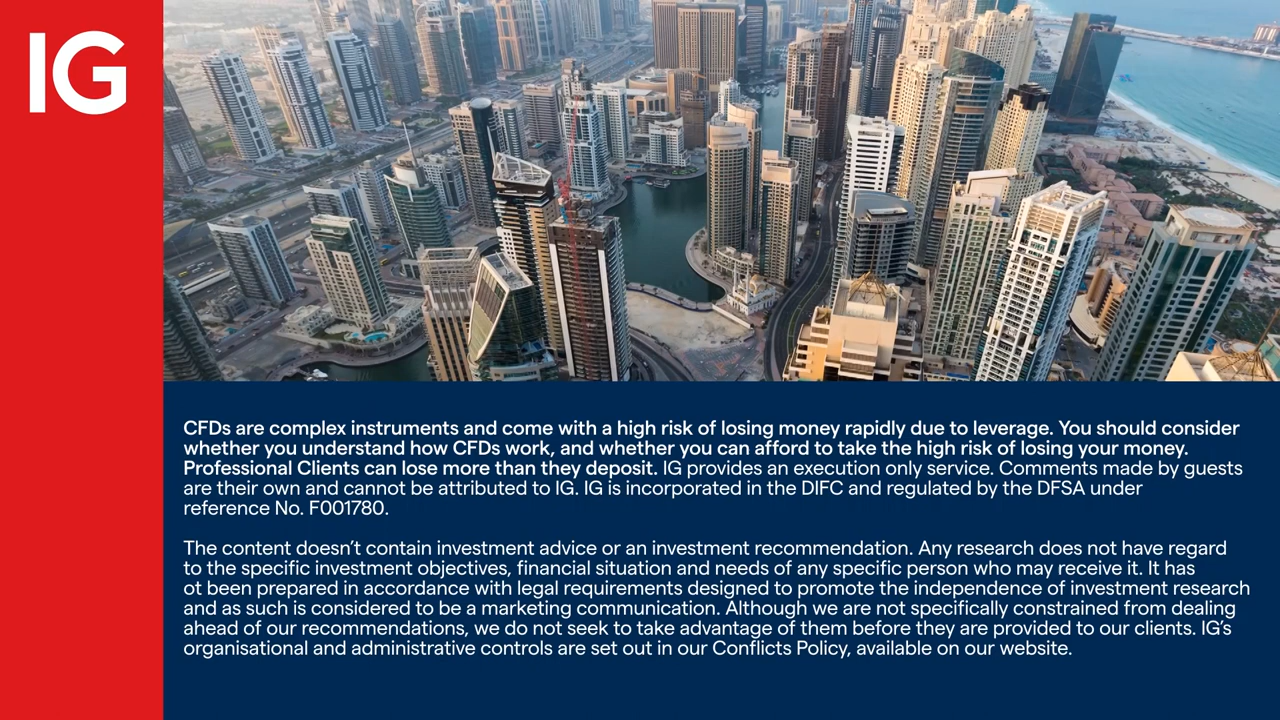 IG
CFDs are complex instruments and come with a high risk of losing money rapidly due to leverage. You should consider
whether you understand how CFDs work, and whether you can afford to take the high risk of losing your money.
Professional Clients can lose more than they deposit. IG provides an execution only service. Comments made by guests
are their own and cannot be attributed to IG. IG is incorporated in the DIFC and regulated by the DFSA under
reference No. F001780.
The content doesn't contain investment advice or an investment recommendation. Any research does not have regard
to the specific investment objectives, financial situation and needs of any specific person who may receive it. It has
ot been prepared in accordance with legal requirements designed to promote the independence of investment research
and as such is considered to be a marketing communication. Although we are not specifically constrained from dealing
ahead of our recommendations, we do not seek to take advantage of them before they are provided to our clients. IG's
organisational and administrative controls are set out in our Conflicts Policy, available on our website.